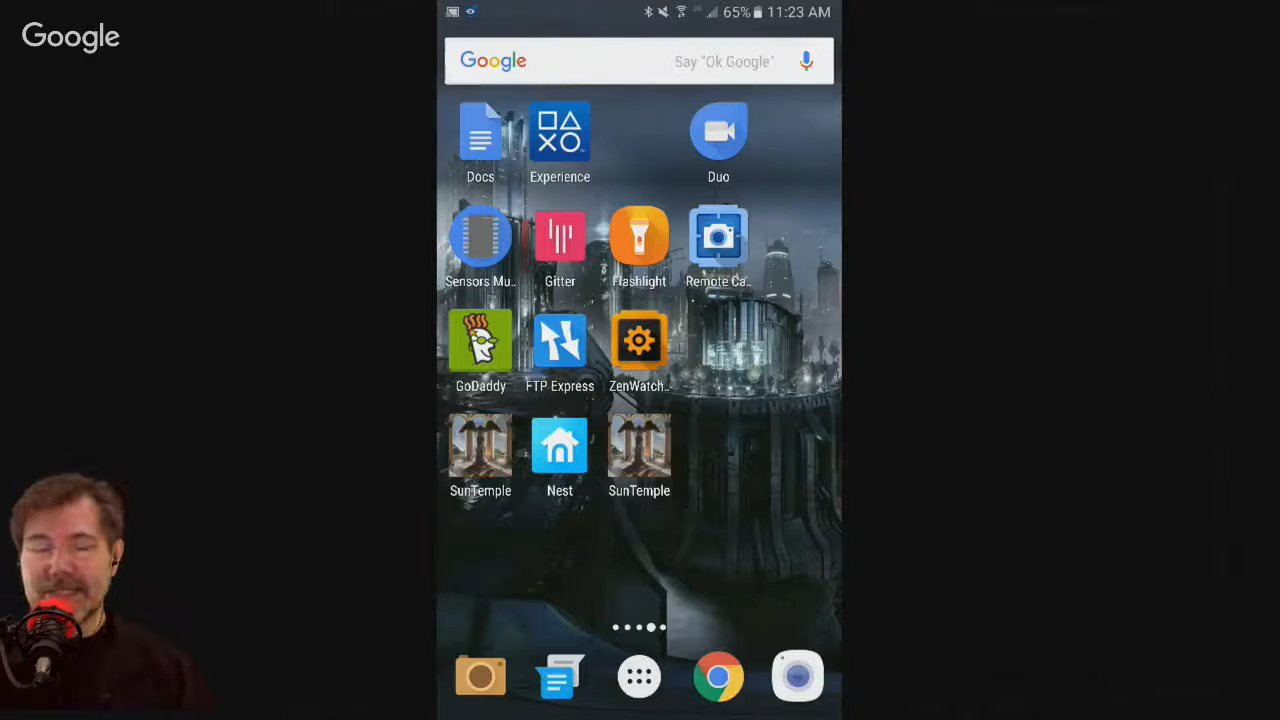 Google
65% 11:23 AM
Google Say "Ok Google"
Docs Experience Duo
Sensors Mu.. Gitter Flashlight Remote Ca..
GoDaddy FTP Express ZenWatch..
SunTemple Nest SunTemple